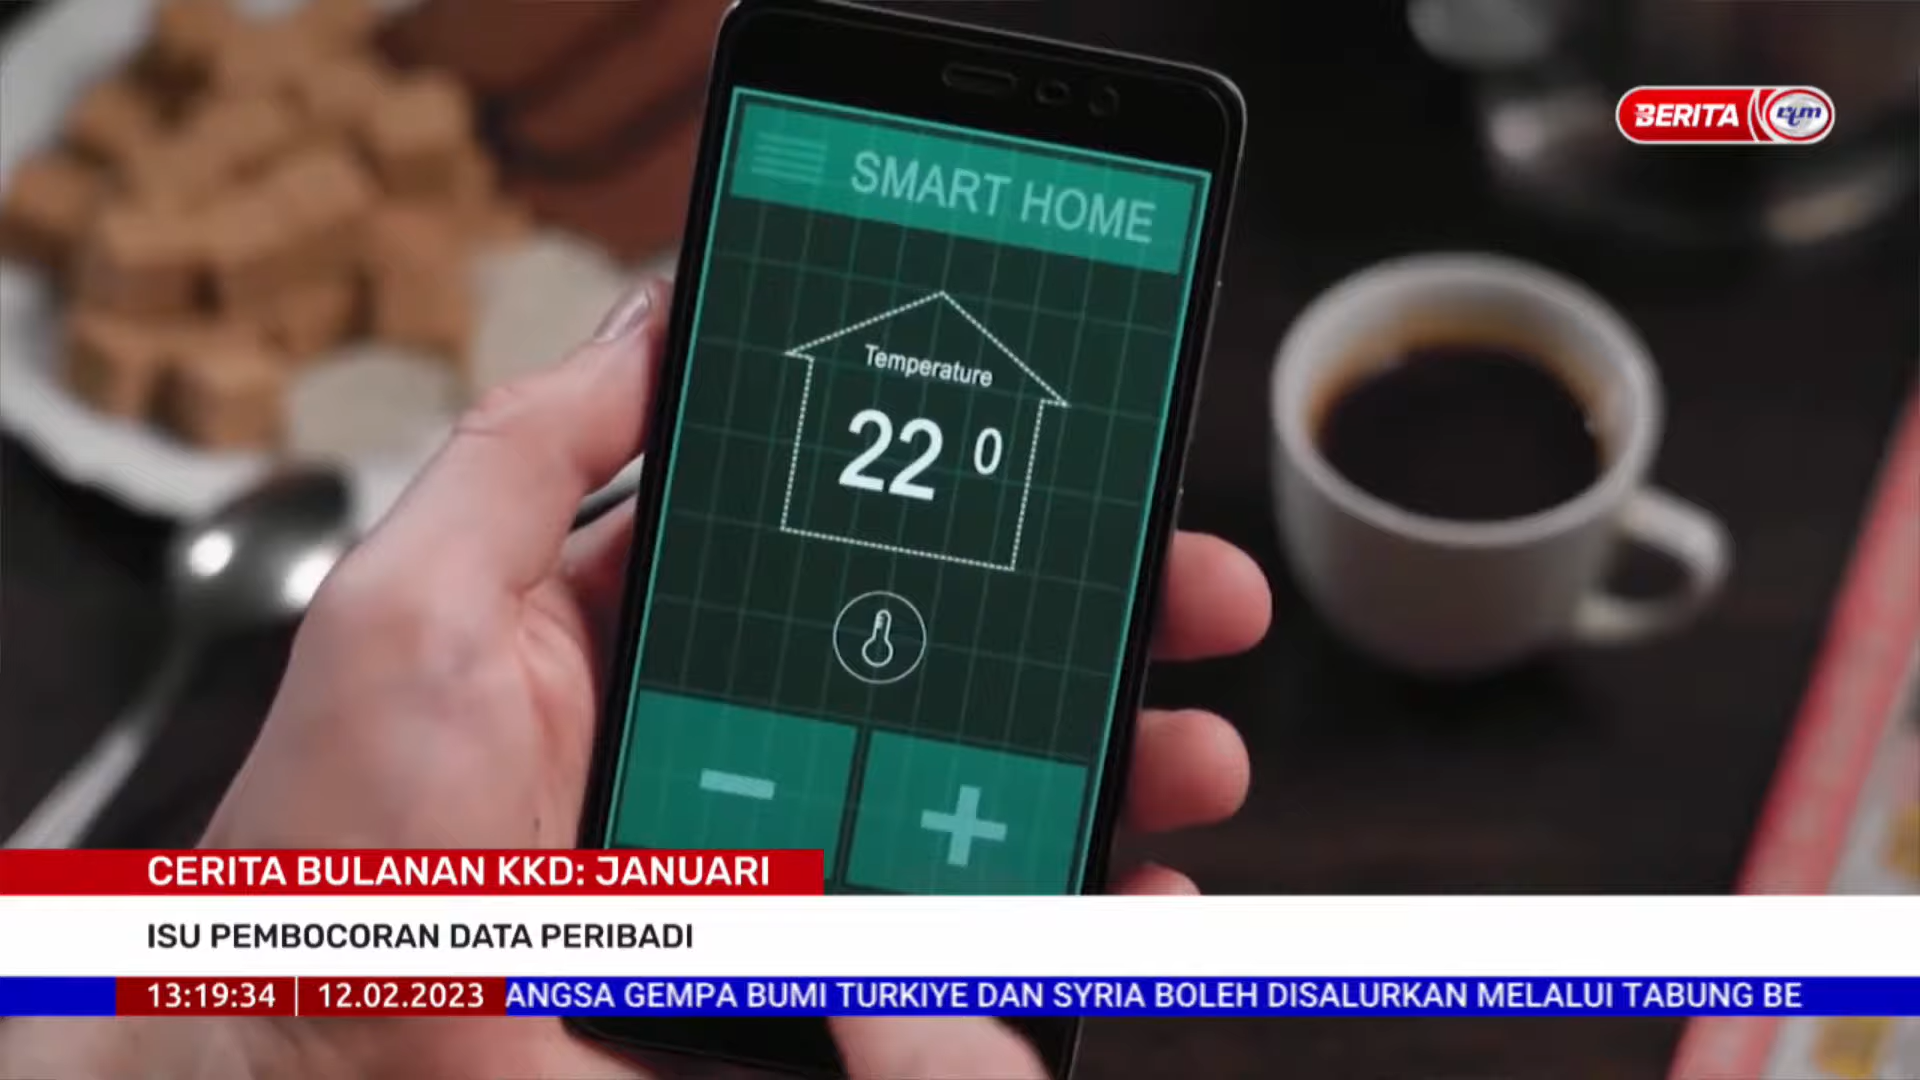 BERITA rtm
SMART HOME
Temperature
22 0
CERITA BULANAN KKD: JANUARI
ISU PEMBOCORAN DATA PERIBADI
13:19:34 12.02.2023 ANGSA GEMPA BUMI TURKIYE DAN SYRIA BOLEH DISALURKAN MELALUI TABUNG BE